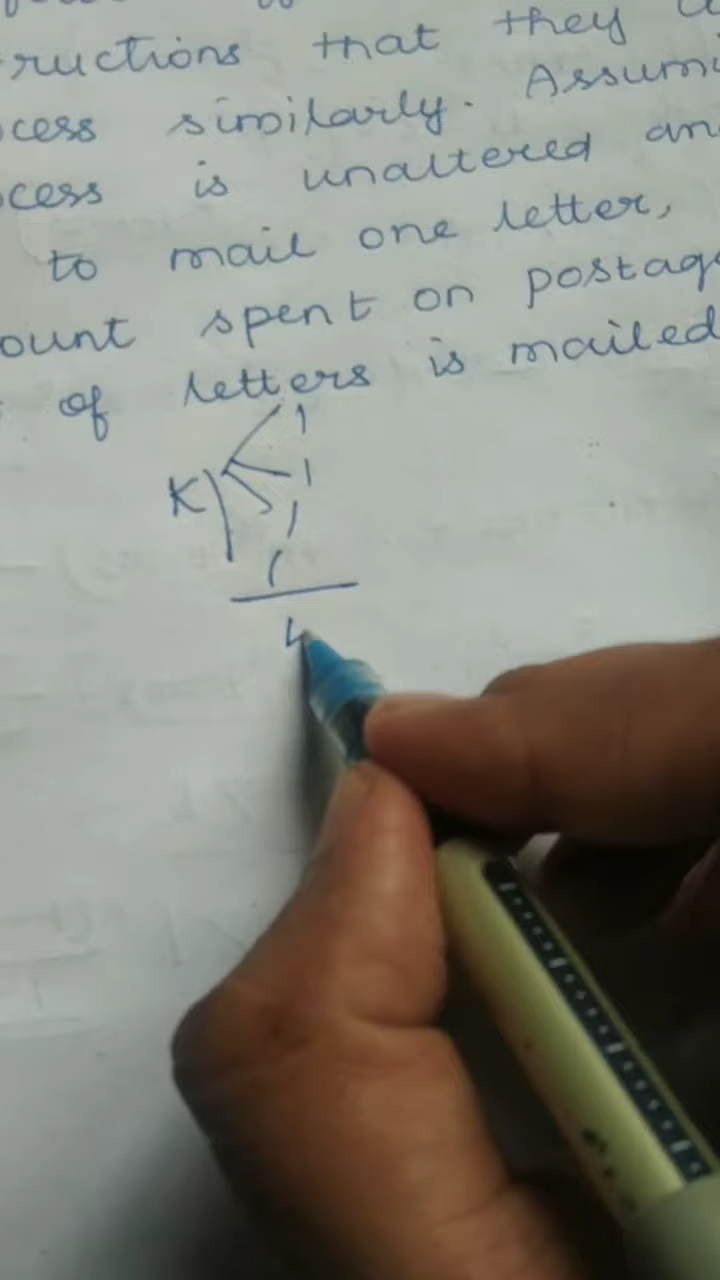 ructions that they
cess similarly. Assumi
cess is unaltered an
to mail one letter,
ount spent on postag
of letters is mailed
1
K 1
1
1
4